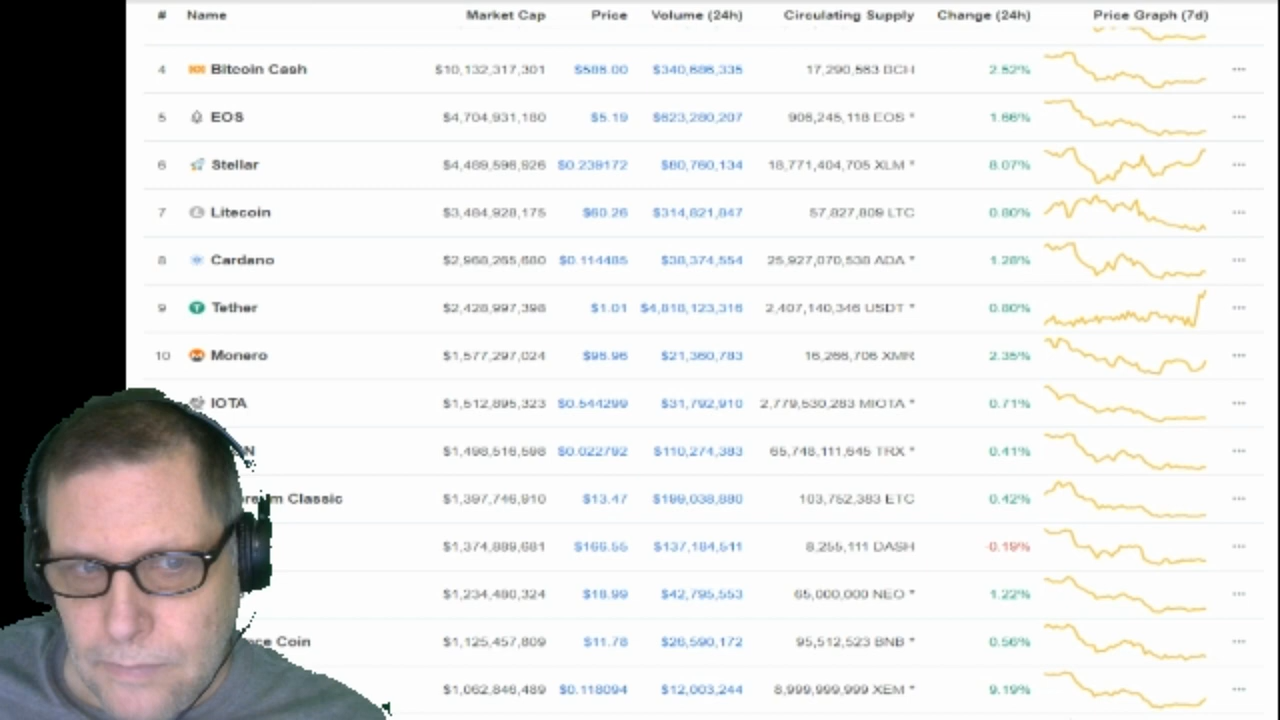 # Name Market Cap Price Volume (24h) Circulating Supply Change (24h) Price Graph (7d)
4 Bitcoin Cash $10,132,317,301 $586.00 $340,686,335 17,290,563 BCH 2.52%
5 EOS $4,704,931,180 $5.19 $623,280,207 906,245,118 EOS * 1.66%
6 Stellar $4,489,596,926 $0.239172 $80,760,134 18,771,404,705 XLM * 8.07%
7 Litecoin $3,484,928,175 $60.26 $314,821,847 57,827,809 LTC 0.80%
8 Cardano $2,968,265,680 $0.114485 $38,374,554 25,927,070,538 ADA * 1.28%
9 Tether $2,428,997,398 $1.01 $4,818,123,316 2,407,140,346 USDT * 0.80%
10 Monero $1,577,297,024 $96.96 $21,360,783 16,266,706 XMR 2.35%
IOTA $1,512,895,323 $0.544299 $31,792,910 2,779,530,283 MIOTA * 0.71%
N $1,498,516,598 $0.022792 $110,274,383 65,748,111,645 TRX * 0.41%
Classic $1,397,746,910 $13.47 $199,038,880 103,752,383 ETC 0.42%
$1,374,889,681 $166.55 $137,184,511 8,255,111 DASH -0.19%
$1,234,480,324 $18.99 $42,795,553 65,000,000 NEO * 1.22%
ce Coin $1,125,457,809 $11.78 $26,590,172 95,512,523 BNB * 0.56%
$1,062,846,489 $0.118094 $12,003,244 8,999,999,999 XEM * 9.19%